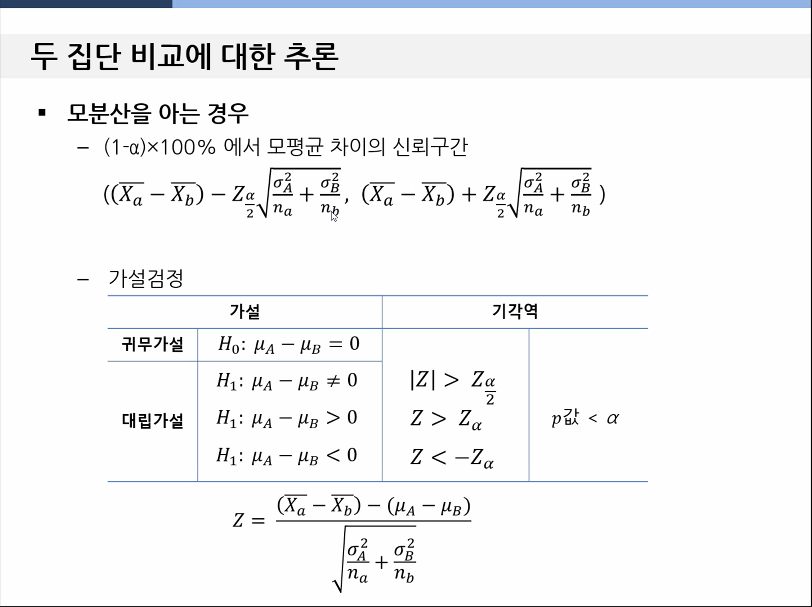 두 집단 비교에 대한 추론
▪ 모분산을 아는 경우
– (1-α)×100% 에서 모평균 차이의 신뢰구간
$((\overline{X_a} - \overline{X_b}) - Z_{\frac{\alpha}{2}}\sqrt{\frac{\sigma_A^2}{n_a} + \frac{\sigma_B^2}{n_b}},\ (\overline{X_a} - \overline{X_b}) + Z_{\frac{\alpha}{2}}\sqrt{\frac{\sigma_A^2}{n_a} + \frac{\sigma_B^2}{n_b}}\ )$
– 가설검정
가설 기각역
귀무가설 $H_0: \mu_A - \mu_B = 0$
$H_1: \mu_A - \mu_B \neq 0$ $|Z| > Z_{\frac{\alpha}{2}}$
대립가설 $H_1: \mu_A - \mu_B > 0$ $Z > Z_\alpha$ $p$값 < $\alpha$
$H_1: \mu_A - \mu_B < 0$ $Z < -Z_\alpha$
$Z = \frac{(\overline{X_a} - \overline{X_b}) - (\mu_A - \mu_B)}{\sqrt{\frac{\sigma_A^2}{n_a} + \frac{\sigma_B^2}{n_b}}}$